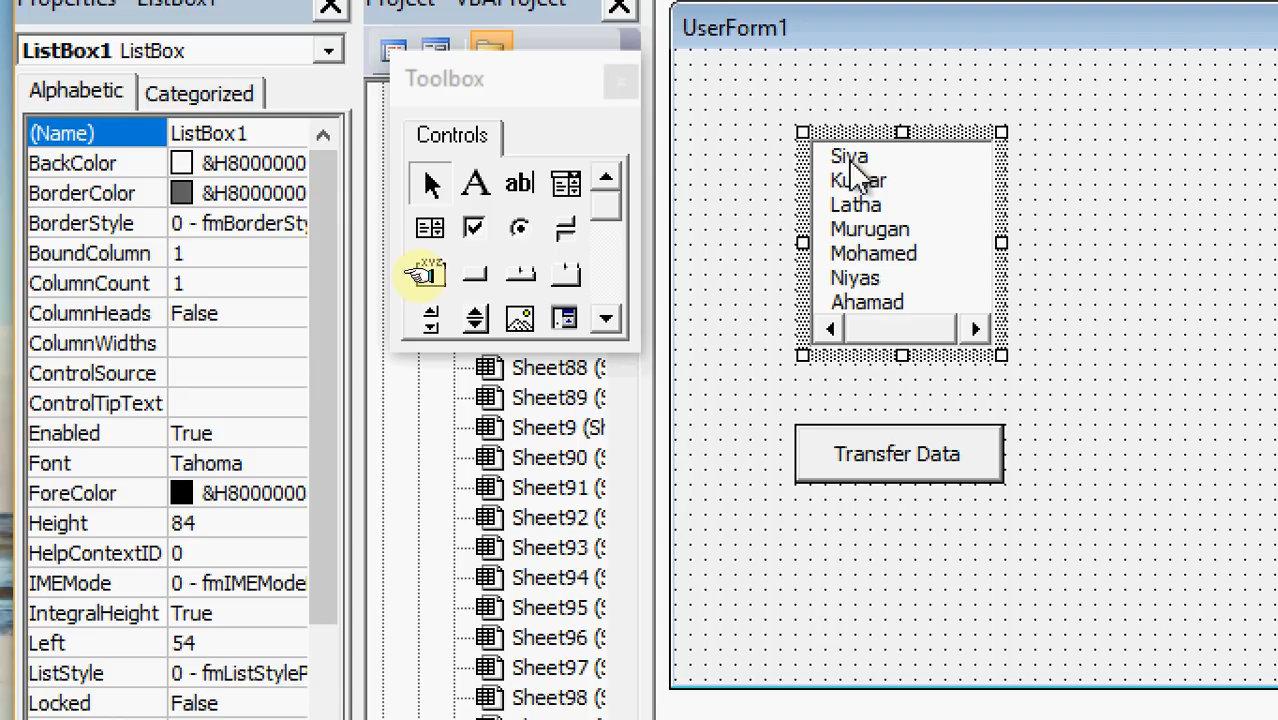 Properties - ListBox1
ListBox1 ListBox
Alphabetic
Categorized
(Name) ListBox1
BackColor &H8000000
BorderColor &H8000000
BorderStyle 0 - fmBorderSty
BoundColumn 1
ColumnCount 1
ColumnHeads False
ColumnWidths
ControlSource
ControlTipText
Enabled True
Font Tahoma
ForeColor &H8000000
Height 84
HelpContextID 0
IMEMode 0 - fmIMEMode
IntegralHeight True
Left 54
ListStyle 0 - fmListStyleP
Locked False
Project - VBAProject
Toolbox
Controls
A
ab
XYZ
Sheet88 (S
Sheet89 (S
Sheet9 (Sh
Sheet90 (S
Sheet91 (S
Sheet92 (S
Sheet93 (S
Sheet94 (S
Sheet95 (S
Sheet96 (S
Sheet97 (S
Sheet98 (S
UserForm1
Siva
Latha
Murugan
Mohamed
Niyas
Ahamad
Transfer Data